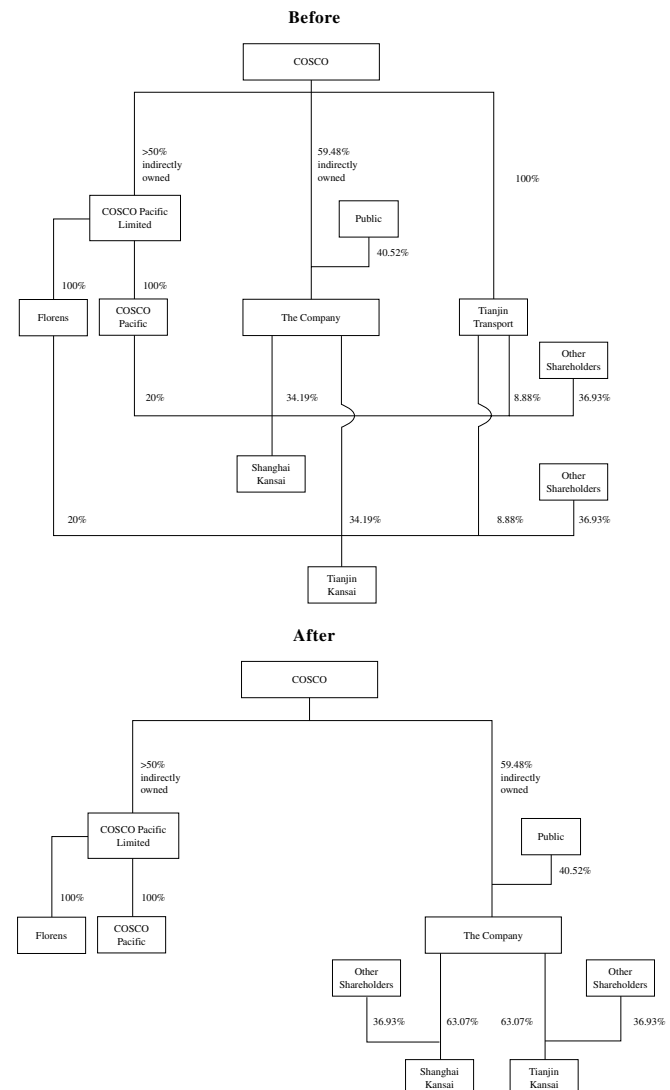 Before
COSCO
>50%
indirectly
owned
59.48%
indirectly
owned
100%
COSCO Pacific
Limited
Public
40.52%
100%
100%
Florens
COSCO
Pacific
The Company
Tianjin
Transport
Other
Shareholders
20%
34.19%
8.88%
36.93%
Shanghai
Kansai
Other
Shareholders
20%
34.19%
8.88%
36.93%
Tianjin
Kansai
After
COSCO
>50%
indirectly
owned
59.48%
indirectly
owned
COSCO Pacific
Limited
Public
40.52%
100%
100%
Florens
COSCO
Pacific
The Company
Other
Shareholders
Other
Shareholders
36.93%
63.07%
63.07%
36.93%
Shanghai
Kansai
Tianjin
Kansai